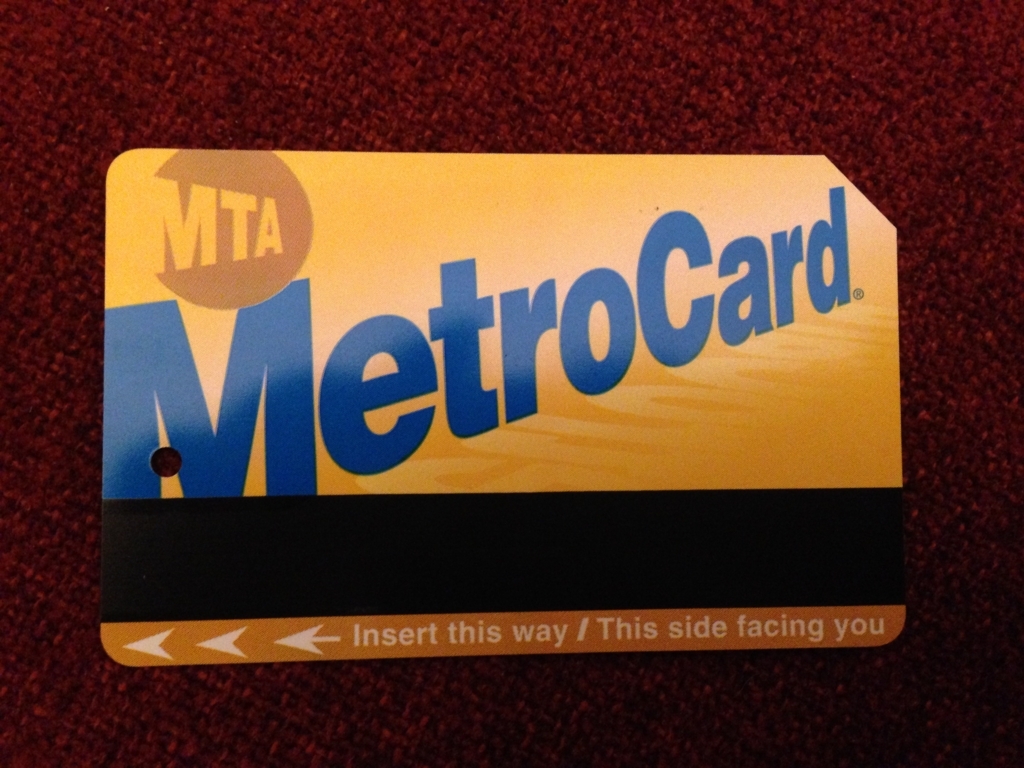 MTA
MetroCard®
Insert this way / This side facing you